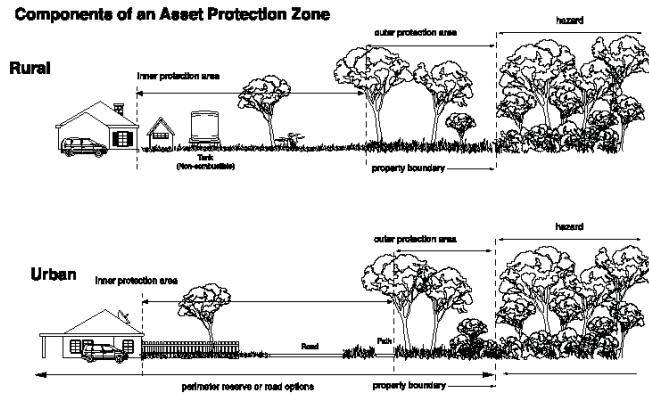 Components of an Asset Protection Zone
hazard
outer protection area
Rural
inner protection area
Tank
(Non-combustible)
property boundary
hazard
outer protection area
Urban
inner protection area
Road
Path
perimeter reserve or road options
property boundary